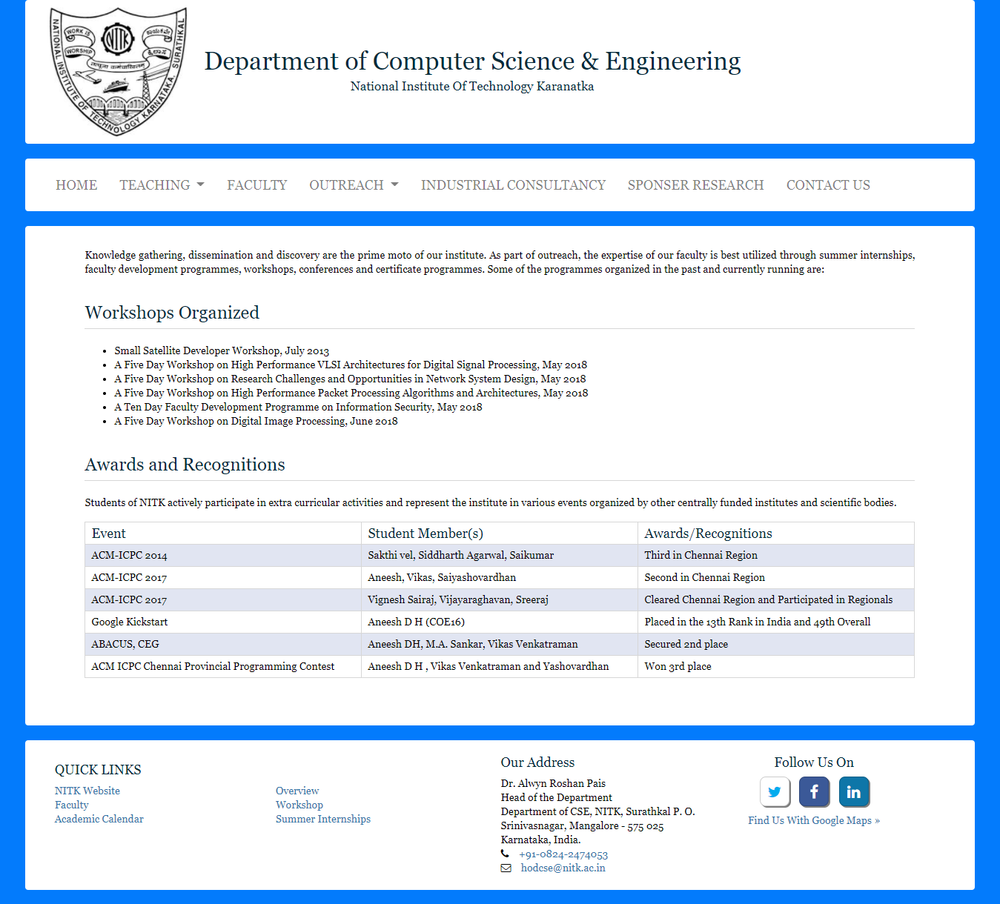 NATIONAL INSTITUTE OF TECHNOLOGY KARNATAKA, SURATHKAL
WORK IS
WORSHIP
NITK
Department of Computer Science & Engineering
National Institute Of Technology Karanatka
HOME TEACHING FACULTY OUTREACH INDUSTRIAL CONSULTANCY SPONSER RESEARCH CONTACT US
Knowledge gathering, dissemination and discovery are the prime moto of our institute. As part of outreach, the expertise of our faculty is best utilized through summer internships,
faculty development programmes, workshops, conferences and certificate programmes. Some of the programmes organized in the past and currently running are:
Workshops Organized
• Small Satellite Developer Workshop, July 2013
• A Five Day Workshop on High Performance VLSI Architectures for Digital Signal Processing, May 2018
• A Five Day Workshop on Research Challenges and Opportunities in Network System Design, May 2018
• A Five Day Workshop on High Performance Packet Processing Algorithms and Architectures, May 2018
• A Ten Day Faculty Development Programme on Information Security, May 2018
• A Five Day Workshop on Digital Image Processing, June 2018
Awards and Recognitions
Students of NITK actively participate in extra curricular activities and represent the institute in various events organized by other centrally funded institutes and scientific bodies.
Event Student Member(s) Awards/Recognitions
ACM-ICPC 2014 Sakthi vel, Siddharth Agarwal, Saikumar Third in Chennai Region
ACM-ICPC 2017 Aneesh, Vikas, Saiyashovardhan Second in Chennai Region
ACM-ICPC 2017 Vignesh Sairaj, Vijayaraghavan, Sreeraj Cleared Chennai Region and Participated in Regionals
Google Kickstart Aneesh D H (COE16) Placed in the 13th Rank in India and 49th Overall
ABACUS, CEG Aneesh DH, M.A. Sankar, Vikas Venkatraman Secured 2nd place
ACM ICPC Chennai Provincial Programming Contest Aneesh D H , Vikas Venkatraman and Yashovardhan Won 3rd place
QUICK LINKS
NITK Website
Faculty
Academic Calendar
Overview
Workshop
Summer Internships
Our Address
Dr. Alwyn Roshan Pais
Head of the Department
Department of CSE, NITK, Surathkal P. O.
Srinivasnagar, Mangalore - 575 025
Karnataka, India.
+91-0824-2474053
hodcse@nitk.ac.in
Follow Us On
Find Us With Google Maps »